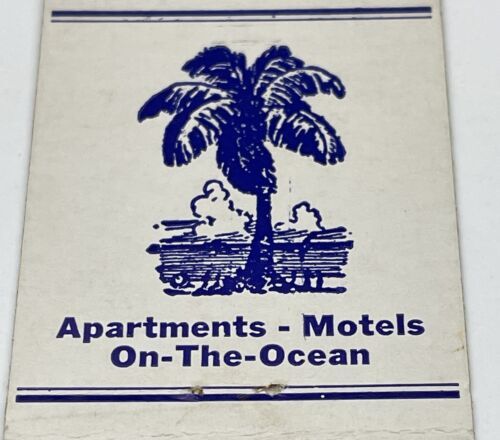 Apartments - Motels
On-The-Ocean